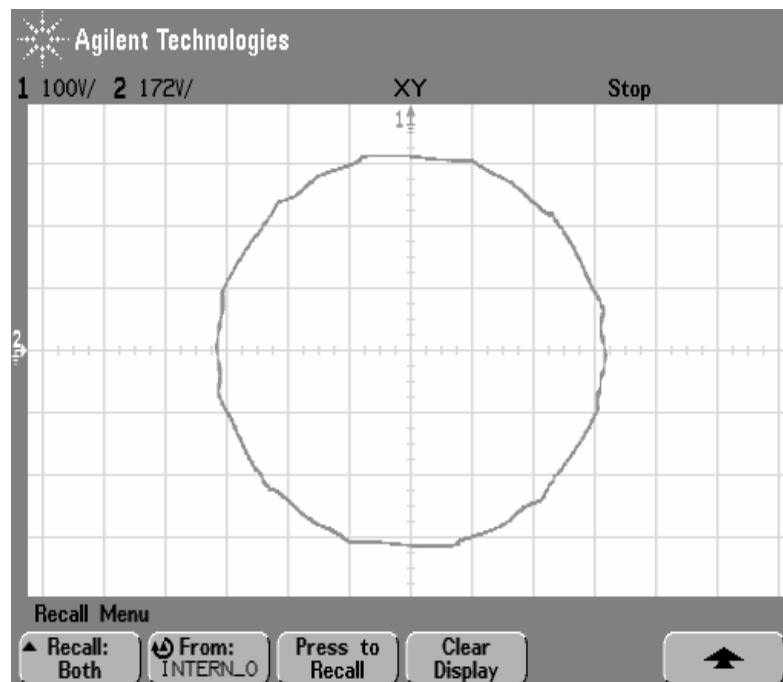 Agilent Technologies
1 100V/ 2 172V/ XY Stop
1
2
Recall Menu
Recall: Both
From: INTERN_0
Press to Recall
Clear Display